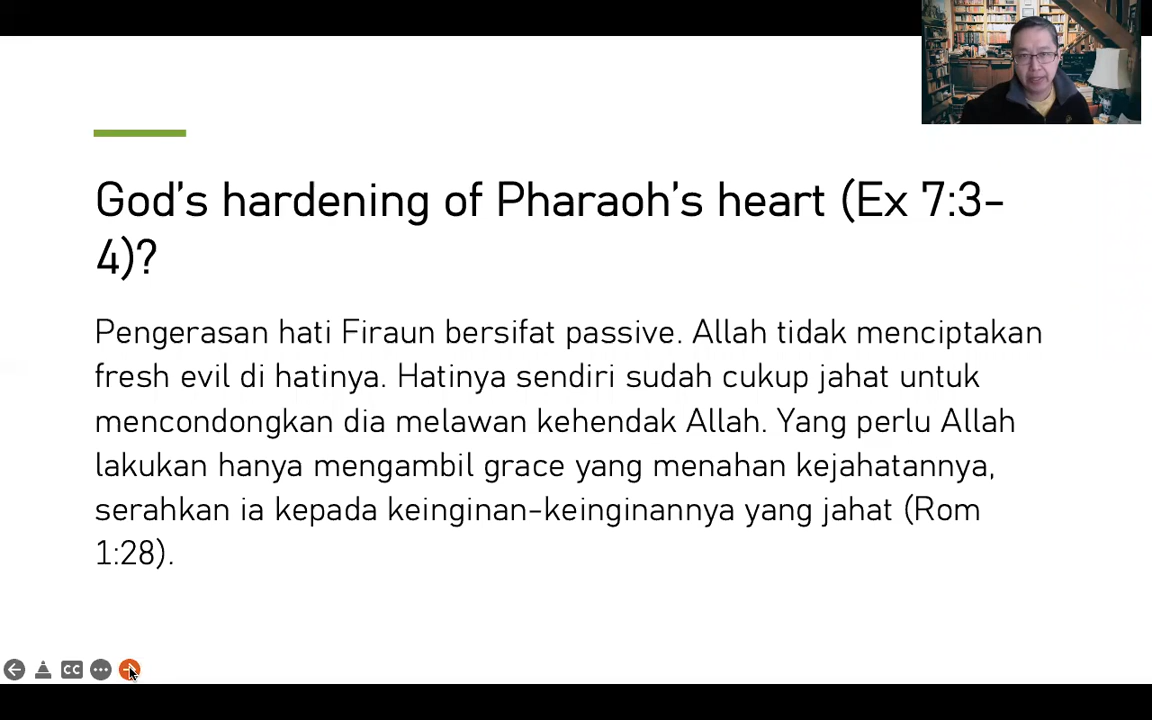 God’s hardening of Pharaoh’s heart (Ex 7:3–
4)?
Pengerasan hati Firaun bersifat passive. Allah tidak menciptakan
fresh evil di hatinya. Hatinya sendiri sudah cukup jahat untuk
mencondongkan dia melawan kehendak Allah. Yang perlu Allah
lakukan hanya mengambil grace yang menahan kejahatannya,
serahkan ia kepada keinginan-keinginannya yang jahat (Rom
1:28).
CC